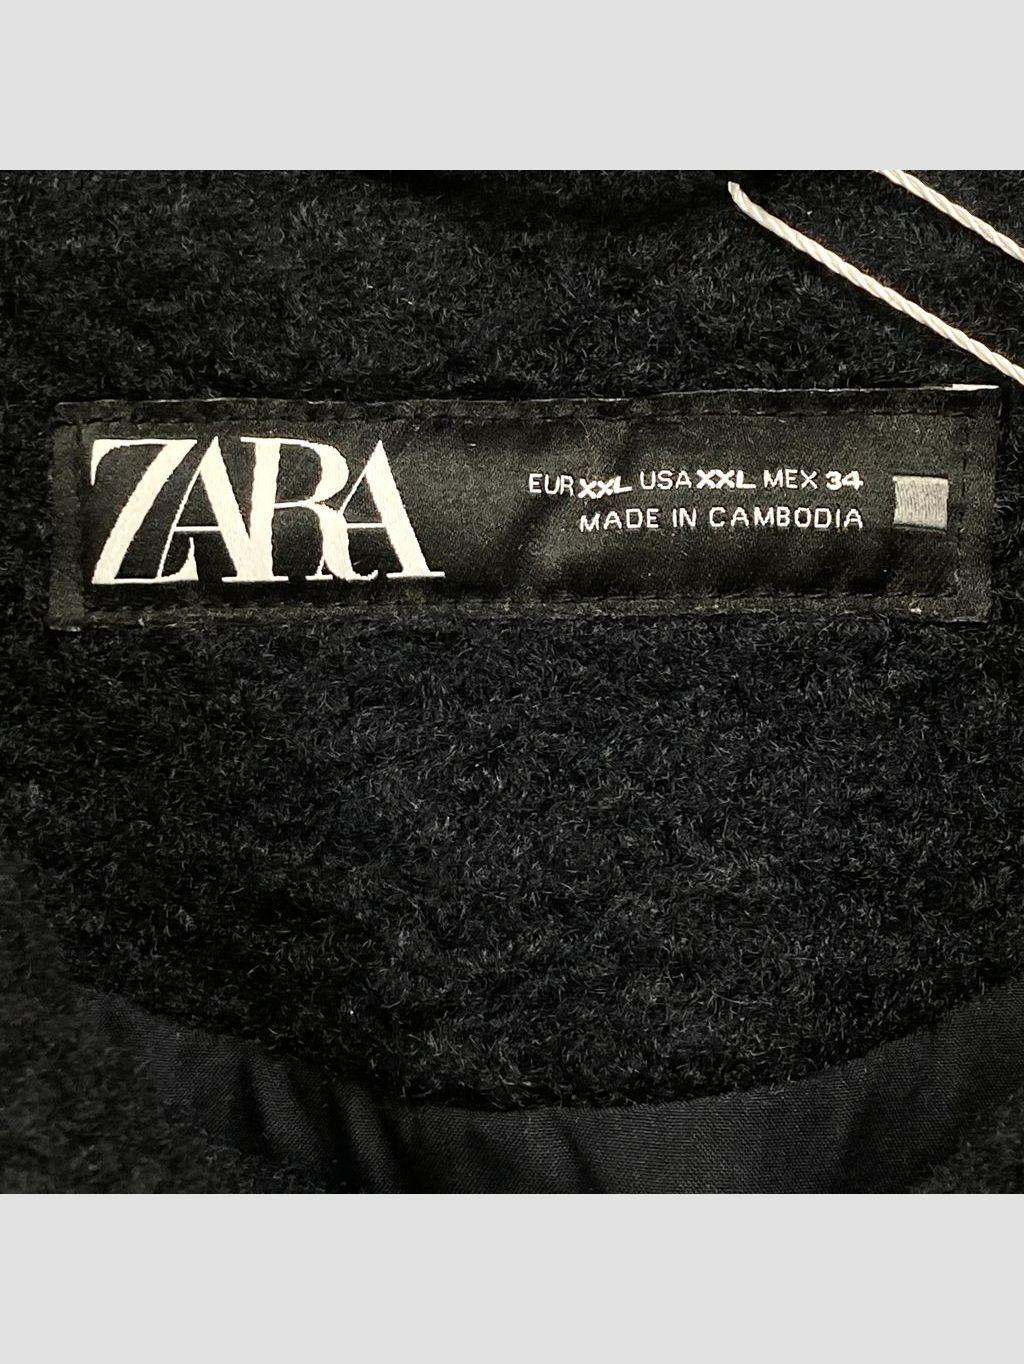 ZARA
EUR XXL USA XXL MEX 34
MADE IN CAMBODIA